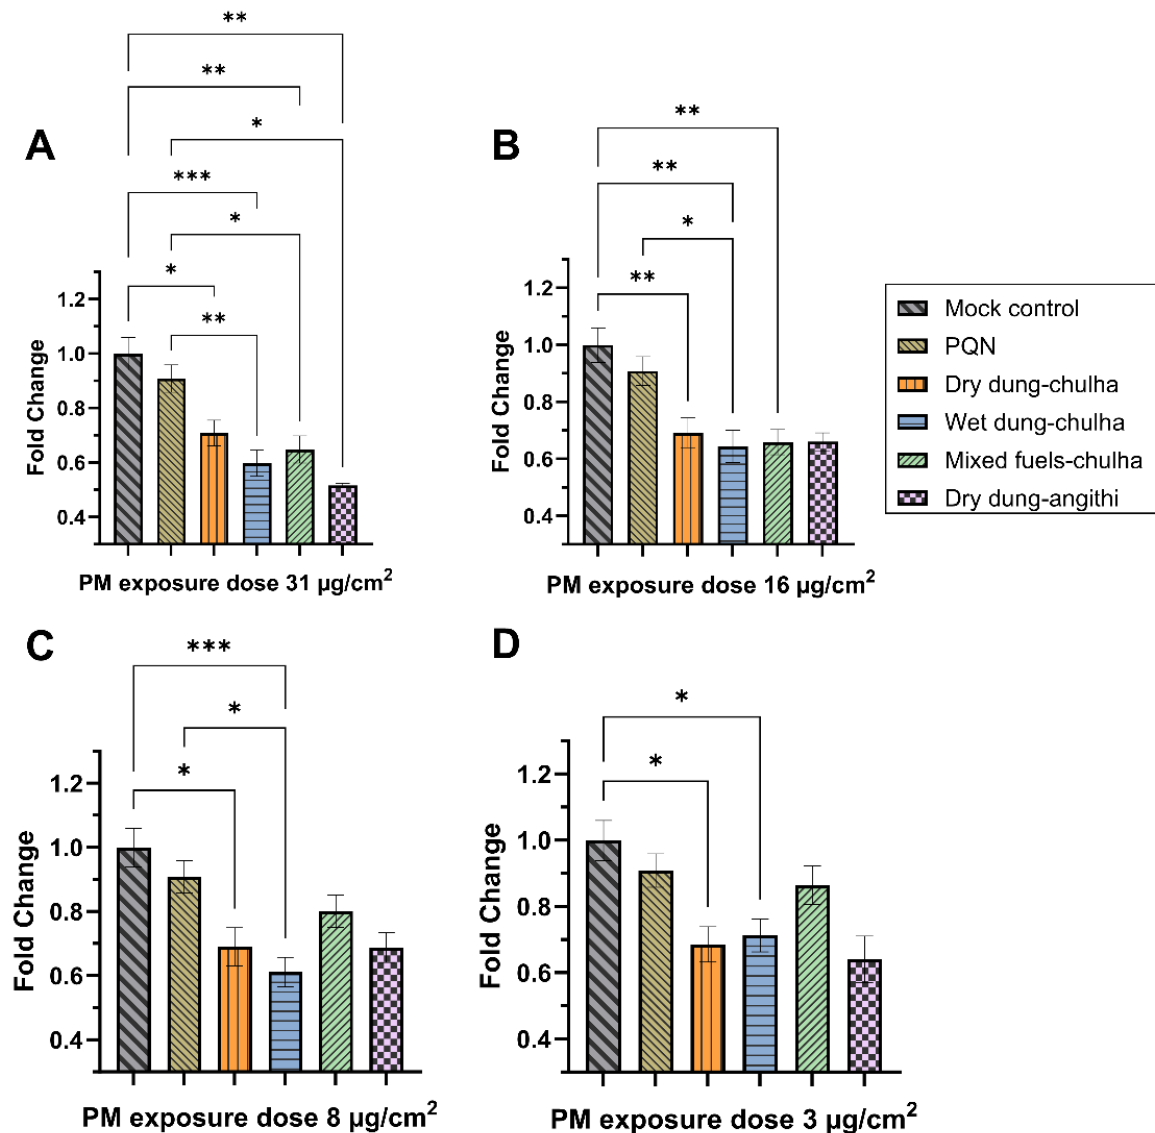 A
**
**
*
***
*
*
**
Fold Change
1.2
1.0
0.8
0.6
0.4
PM exposure dose 31 µg/cm²
B
**
**
*
**
Fold Change
1.2
1.0
0.8
0.6
0.4
PM exposure dose 16 µg/cm²
Mock control
PQN
Dry dung-chulha
Wet dung-chulha
Mixed fuels-chulha
Dry dung-angithi
C
***
*
*
Fold Change
1.2
1.0
0.8
0.6
0.4
PM exposure dose 8 µg/cm²
D
*
*
Fold Change
1.2
1.0
0.8
0.6
0.4
PM exposure dose 3 µg/cm²